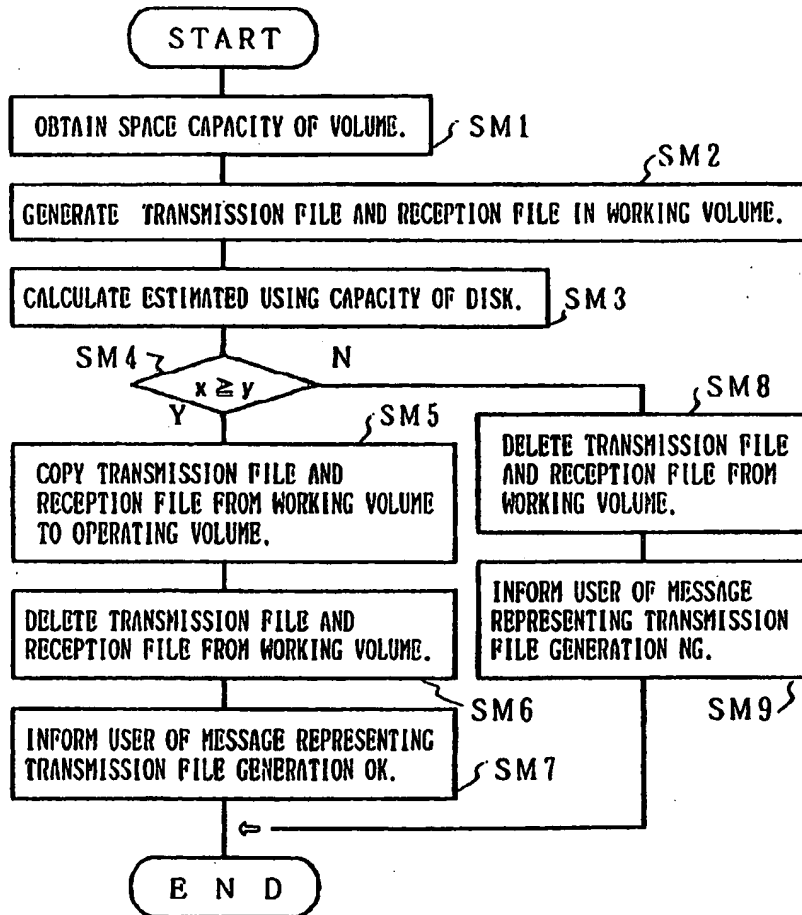 START
OBTAIN SPACE CAPACITY OF VOLUME.
SM1
SM2
GENERATE TRANSMISSION FILE AND RECEPTION FILE IN WORKING VOLUME.
CALCULATE ESTIMATED USING CAPACITY OF DISK.
SM3
SM4
N
x ≧ y
Y
SM5
COPY TRANSMISSION FILE AND
RECEPTION FILE FROM WORKING VOLUME
TO OPERATING VOLUME.
DELETE TRANSMISSION FILE AND
RECEPTION FILE FROM WORKING VOLUME.
SM6
INFORM USER OF MESSAGE REPRESENTING
TRANSMISSION FILE GENERATION OK.
SM7
SM8
DELETE TRANSMISSION FILE
AND RECEPTION FILE FROM
WORKING VOLUME.
INFORM USER OF MESSAGE
REPRESENTING TRANSMISSION
FILE GENERATION NG.
SM9
END